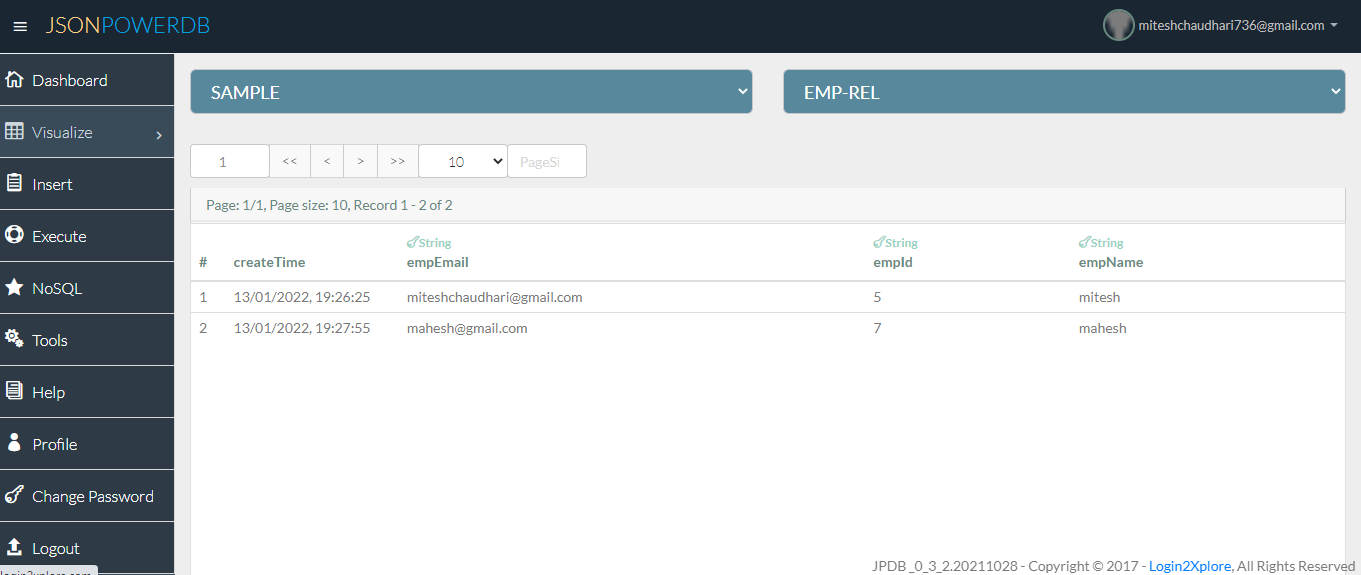 JSONPOWERDB
miteshchaudhari736@gmail.com
Dashboard
Visualize
Insert
Execute
NoSQL
Tools
Help
Profile
Change Password
Logout
SAMPLE
EMP-REL
1 << < > >> 10 PageSi
Page: 1/1, Page size: 10, Record 1 - 2 of 2
String String String
# createTime empEmail empId empName
1 13/01/2022, 19:26:25 miteshchaudhari@gmail.com 5 mitesh
2 13/01/2022, 19:27:55 mahesh@gmail.com 7 mahesh
JPDB_0_3_2.20211028 - Copyright © 2017 - Login2Xplore, All Rights Reserved